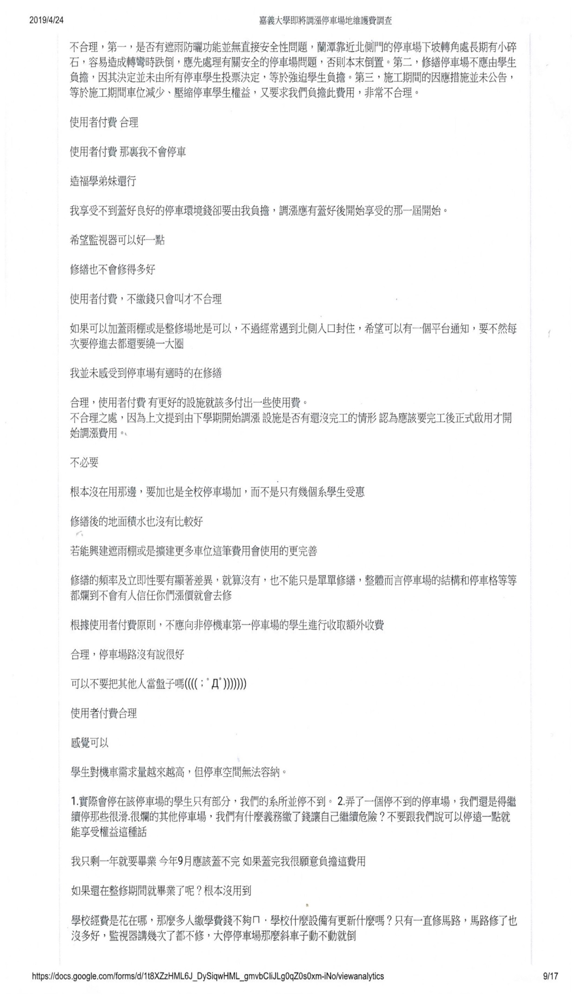 2019/4/24
嘉義大學即將調漲停車場地維護費調查
不合理，第一，是否有遮雨防曬功能並無直接安全性問題，蘭潭靠近北側門的停車場下坡轉角處長期有小碎
石，容易造成轉彎時跌倒，應先處理有關安全的停車場問題，否則本末倒置。第二，修繕停車場不應由學生
負擔，因其決定並未由所有停車學生投票決定，等於強迫學生負擔。第三，施工期間的因應措施並未公告，
等於施工期間車位減少、壓縮停車學生權益，又要求我們負擔此費用，非常不合理。
使用者付費 合理
使用者付費 那裏我不會停車
造福學弟妹還行
我享受不到蓋好良好的停車環境錢卻要由我負擔，調漲應有蓋好後開始享受的那一屆開始。
希望監視器可以好一點
修繕也不會修得多好
使用者付費，不繳錢只會叫才不合理
如果可以加蓋雨棚或是整修場地是可以，不過經常遇到北側入口封住，希望可以有一個平台通知，要不然每
次要停進去都還要繞一大圈
我並未感受到停車場有適時的在修繕
合理，使用者付費 有更好的設施就該多付出一些使用費。
不合理之處，因為上文提到由下學期開始調漲 設施是否有還沒完工的情形 認為應該要完工後正式啟用才開
始調漲費用。
不必要
根本沒在用那邊，要加也是全校停車場加，而不是只有幾個系學生受惠
修繕後的地面積水也沒有比較好
若能興建遮雨棚或是擴建更多車位這筆費用會使用的更完善
修繕的頻率及立即性要有顯著差異，就算沒有，也不能只是單單修繕，整體而言停車場的結構和停車格等等
都爛到不會有人信任你們漲價就會去修
根據使用者付費原則，不應向非停機車第一停車場的學生進行收取額外收費
合理，停車場路沒有說很好
可以不要把其他人當盤子嗎((((；ﾟДﾟ)))))))
使用者付費合理
感覺可以
學生對機車需求量越來越高，但停車空間無法容納。
1.實際會停在該停車場的學生只有部分，我們的系所並停不到。 2.弄了一個停不到的停車場，我們還是得繼
續停那些很滑.很爛的其他停車場，我們有什麼義務繳了錢讓自己繼續危險？不要跟我們說可以停遠一點就
能享受權益這種話
我只剩一年就要畢業 今年9月應該蓋不完 如果蓋完我很願意負擔這費用
如果還在整修期間就畢業了呢？根本沒用到
學校經費是花在哪，那麼多人繳學費錢不夠ㄇ．學校什麼設備有更新什麼嗎？只有一直修馬路，馬路修了也
沒多好，監視器講幾次了都不修，大停停車場那麼斜車子動不動就倒
https://docs.google.com/forms/d/1t8XZzHML6J_DySiqwHML_gmvbCIiJLg0qZ0s0xm-iNo/viewanalytics
9/17